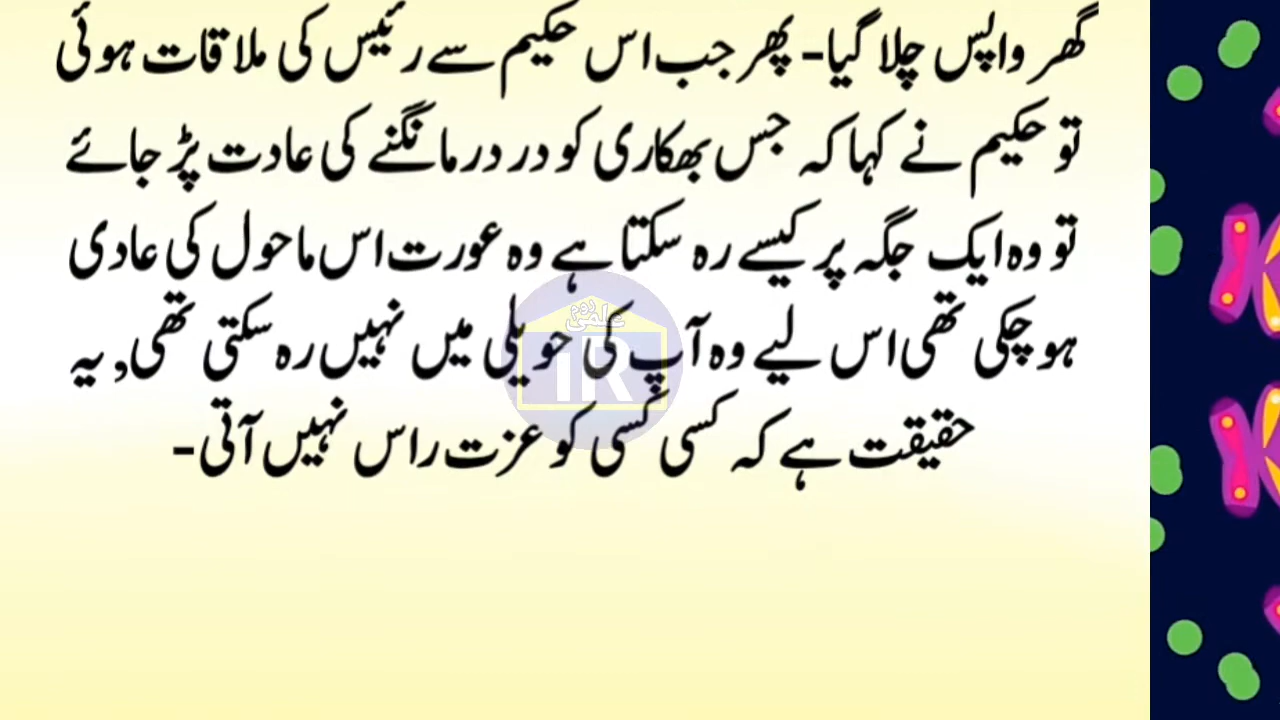 گھر واپس چلا گیا۔ پھر جب اس حکیم سے رئیس کی ملاقات ہوئی
تو حکیم نے کہا کہ جس بھکاری کو در در مانگنے کی عادت پڑ جائے
تو وہ ایک جگہ پر کیسے رہ سکتا ہے وہ عورت اس ماحول کی عادی
ہو چکی تھی اس لیے وہ آپ کی حویلی میں نہیں رہ سکتی تھی, یہ
حقیقت ہے کہ کسی کسی کو عزت راس نہیں آتی۔
علمی روم
iR